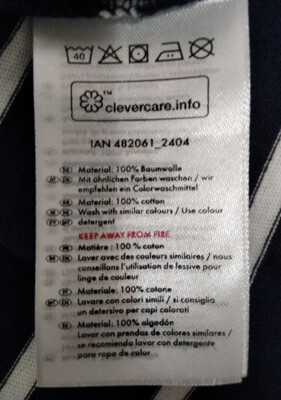 40
™
clevercare.info
IAN 482061_2404
Material: 100% Baumwolle
Mit ähnlichen Farben waschen / wir
empfehlen ein Colorwaschmittel
Material: 100% cotton
Wash with similar colours / Use colour
detergent
KEEP AWAY FROM FIRE
Matière : 100 % coton
Laver avec des couleurs similaires / nous
conseillons l'utilisation de lessive pour
linge de couleur
Materiale: 100% cotone
Lavare con colori simili / si consiglia
un detersivo per capi colorati
Material: 100% algodón
Lavar con prendas de colores similares /
se recomienda lavar con detergente
para ropa de color